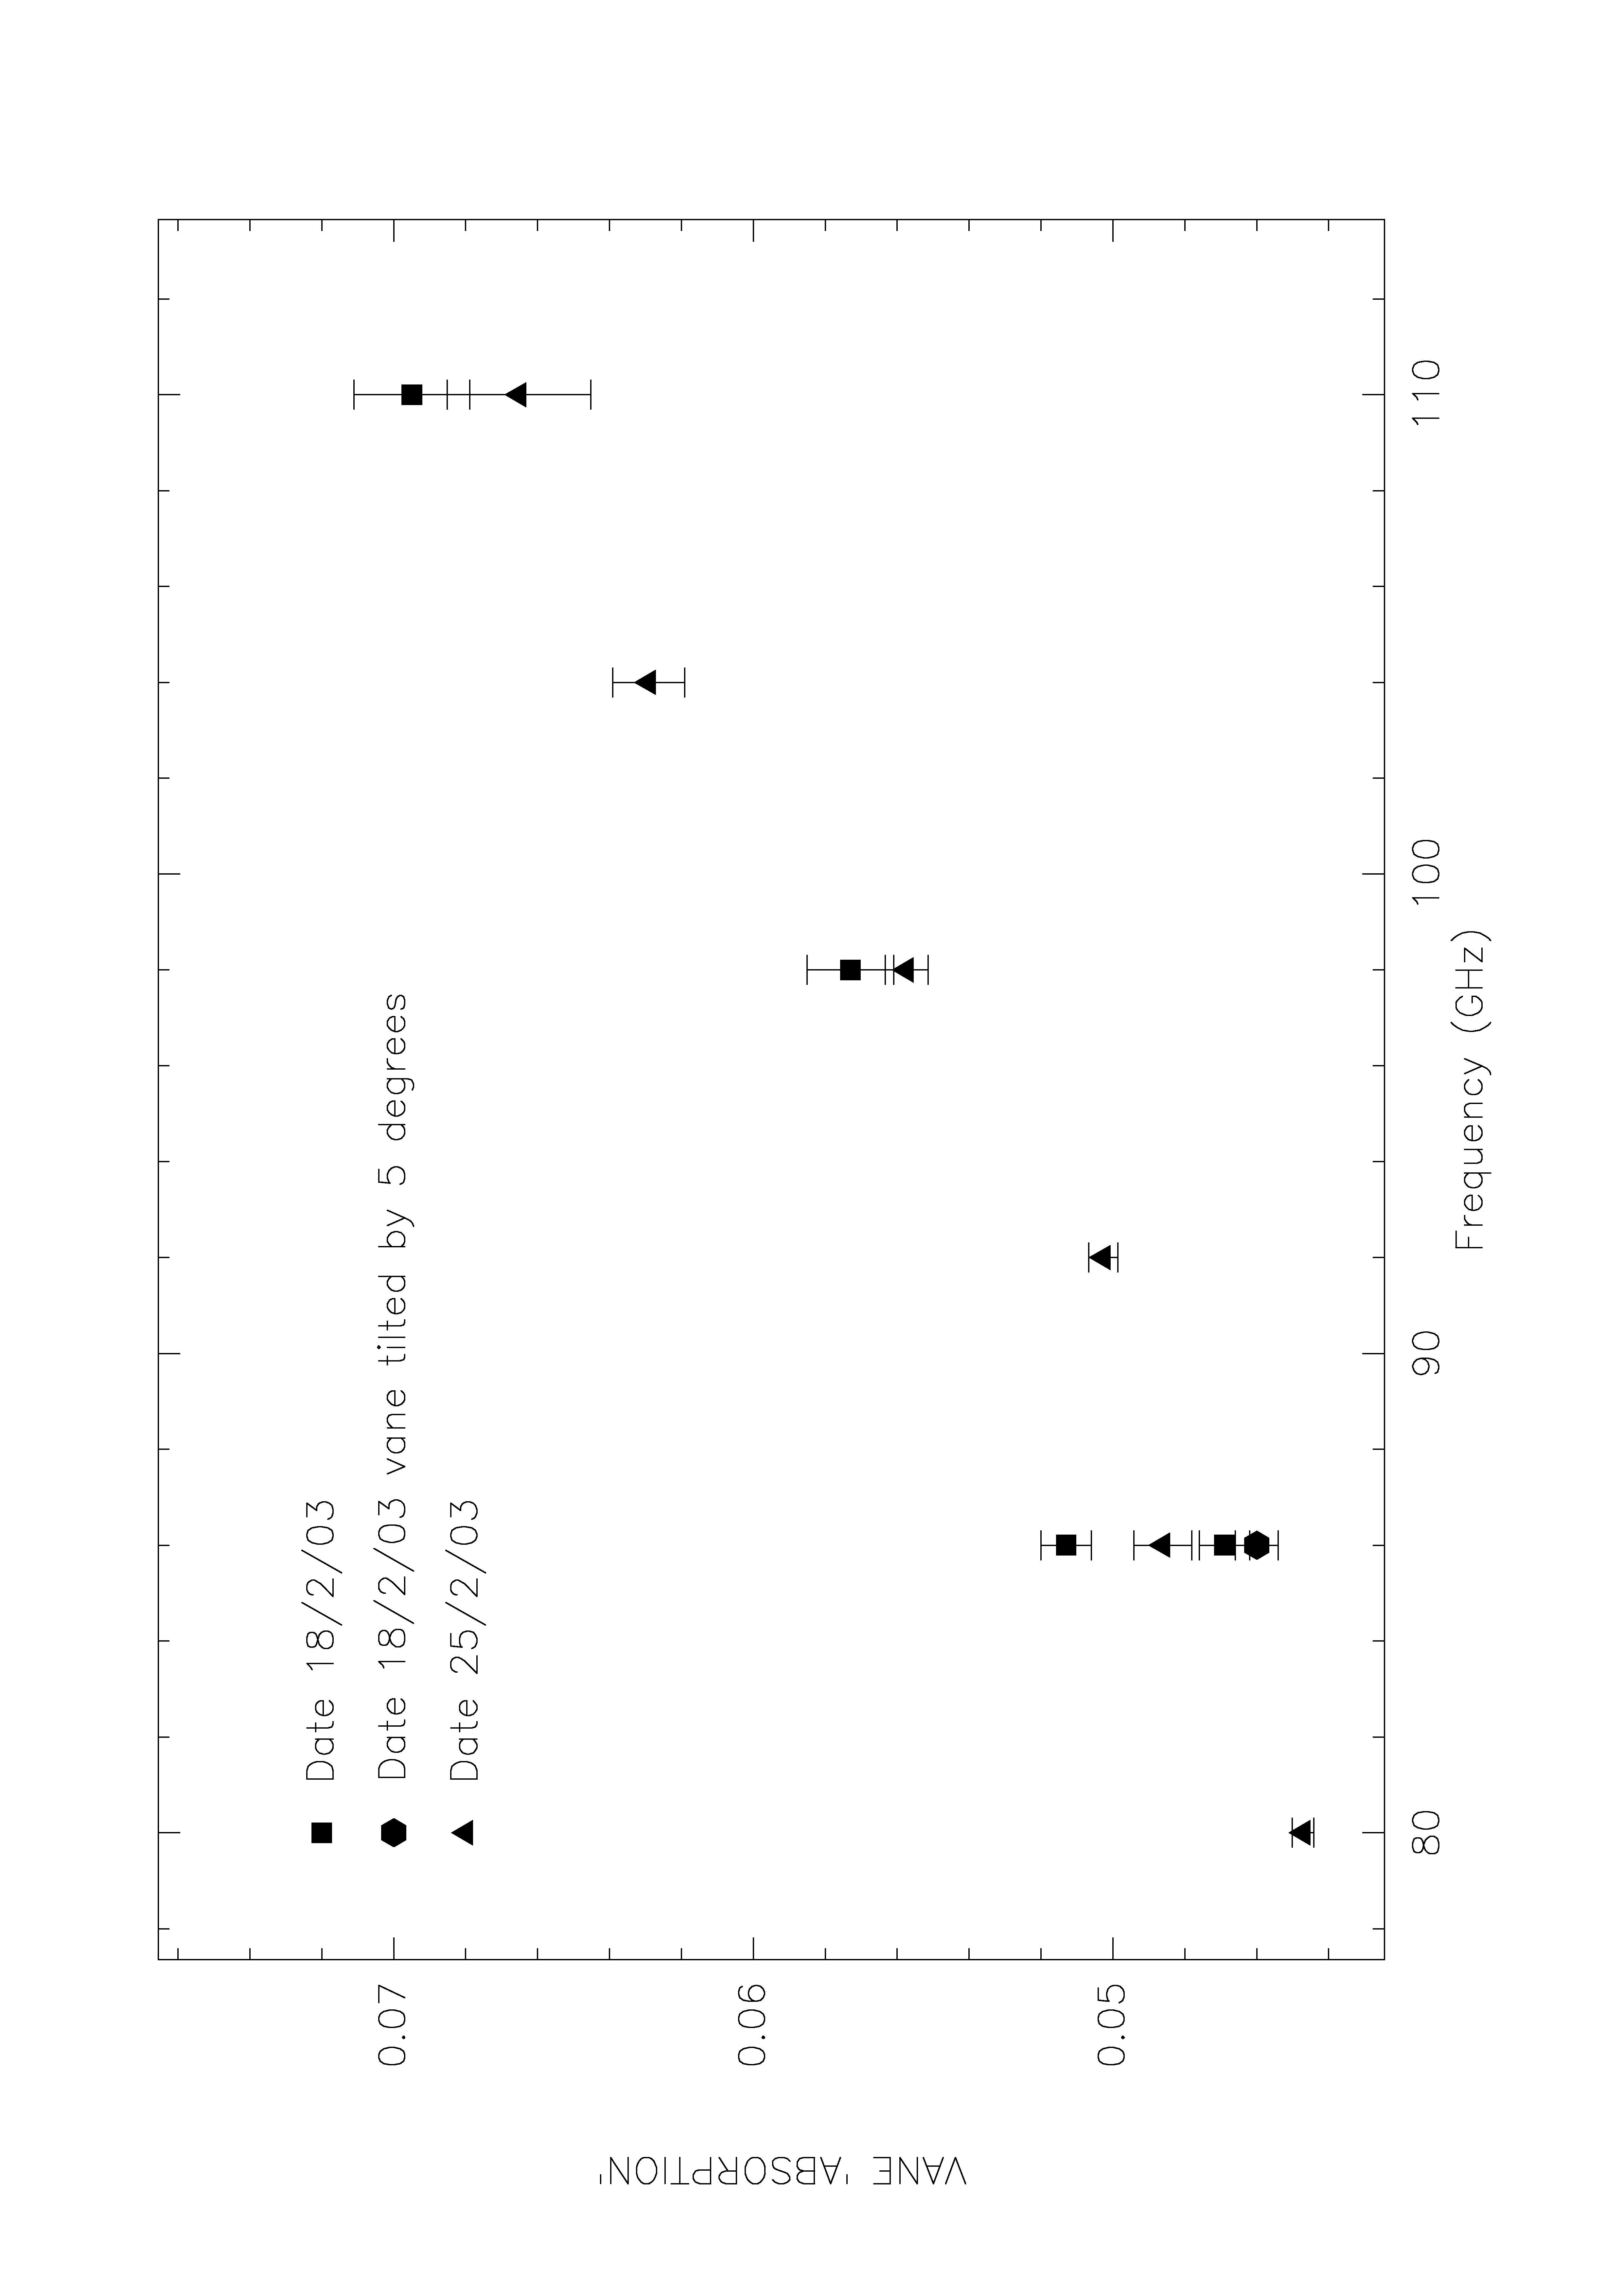 Date 18/2/03
Date 18/2/03 vane tilted by 5 degrees
Date 25/2/03
0.07
0.06
0.05
VANE 'ABSORPTION'
80
90
100
110
Frequency (GHz)